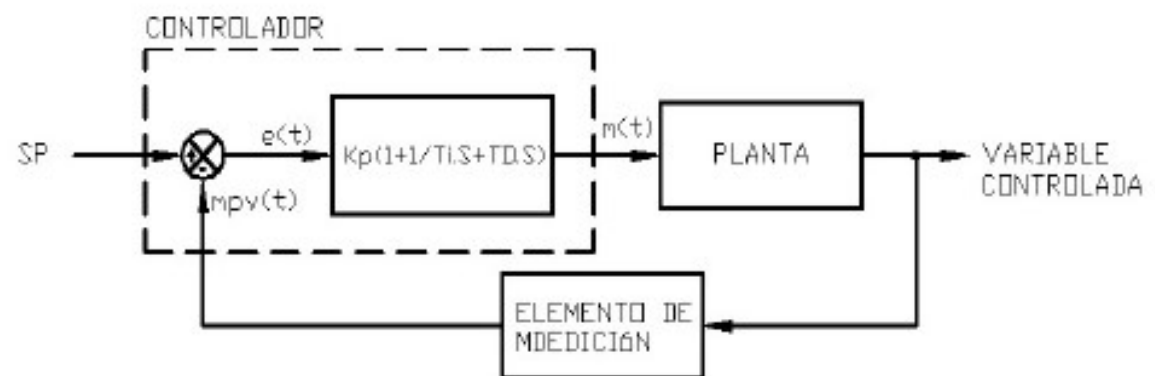 CONTROLADOR
SP
e(t)
mpv(t)
Kp(1+1/Ti.S+TD.S)
m(t)
PLANTA
VARIABLE
CONTROLADA
ELEMENTO DE
MDEDICIÓN